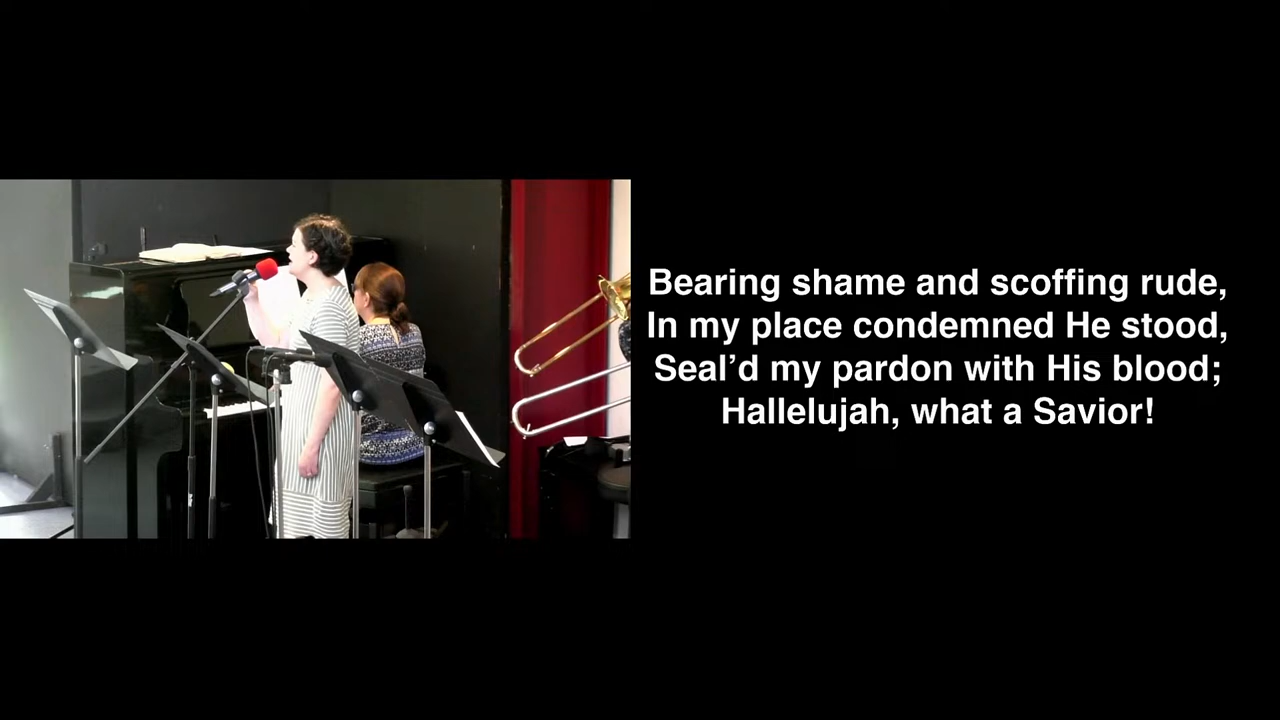 Bearing shame and scoffing rude,
In my place condemned He stood,
Seal’d my pardon with His blood;
Hallelujah, what a Savior!